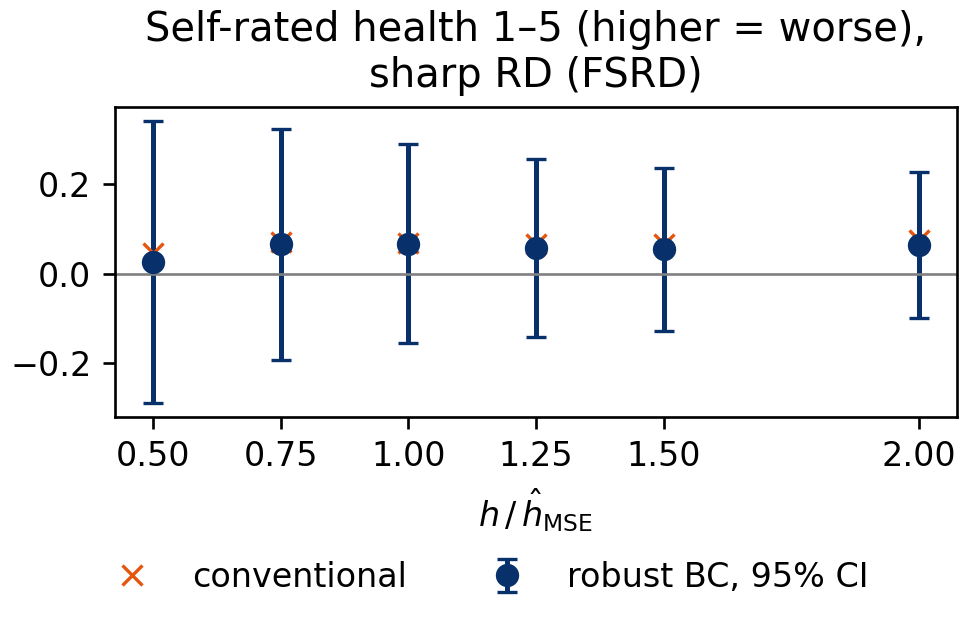 Self-rated health 1–5 (higher = worse),
sharp RD (FSRD)
0.2
0.0
−0.2
0.50 0.75 1.00 1.25 1.50 2.00
h / ĥ_MSE
conventional robust BC, 95% CI